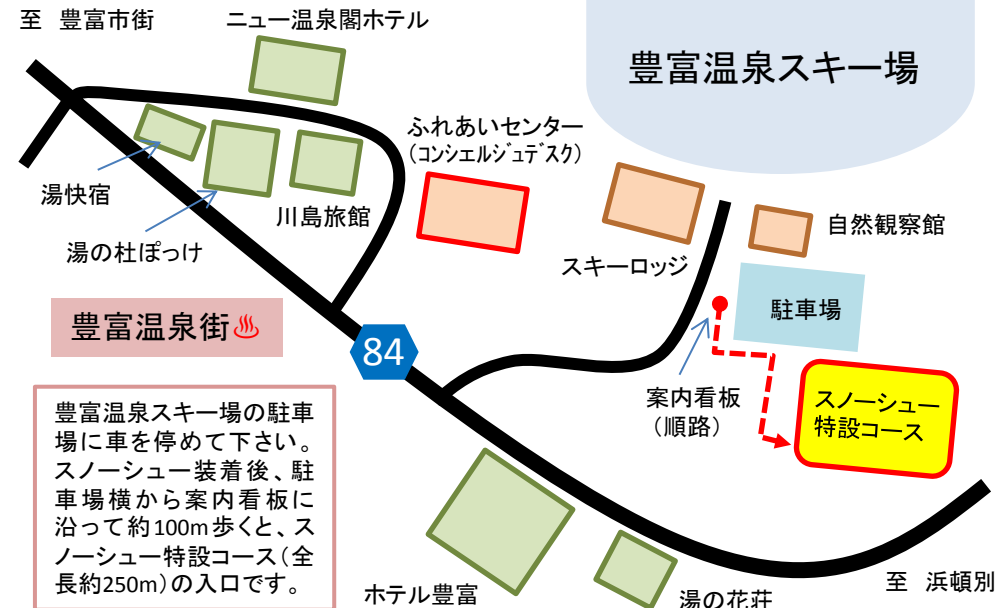 至 豊富市街
ニュー温泉閣ホテル
豊富温泉スキー場
ふれあいセンター
(コンシェルジュデスク)
湯快宿
川島旅館
自然観察館
湯の杜ぽっけ
スキーロッジ
駐車場
豊富温泉街♨
84
案内看板
(順路)
スノーシュー
特設コース
豊富温泉スキー場の駐車
場に車を停めて下さい。
スノーシュー装着後、駐
車場横から案内看板に
沿って約100m歩くと、ス
ノーシュー特設コース(全
長約250m)の入口です。
ホテル豊富
湯の花荘
至 浜頓別